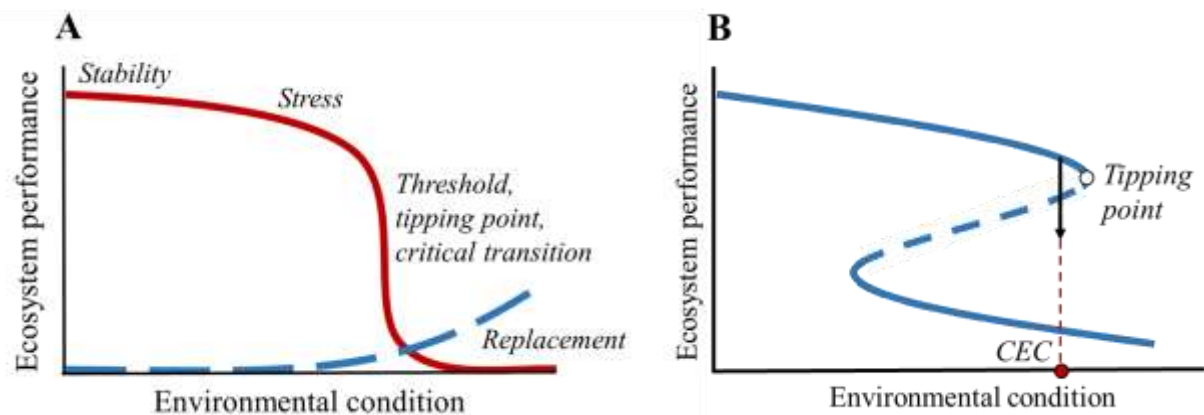 A
Ecosystem performance
Stability
Stress
Threshold,
tipping point,
critical transition
Replacement
Environmental condition
B
Ecosystem performance
Tipping
point
CEC
Environmental condition